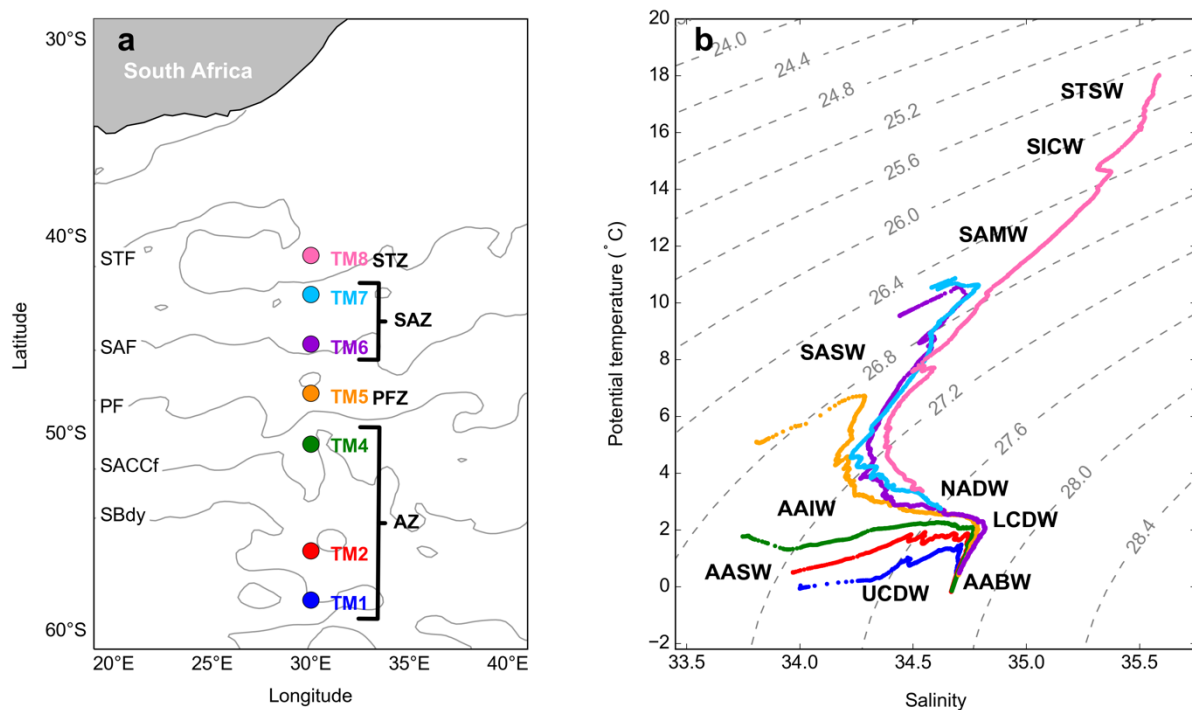 a
South Africa
30°S
40°S
50°S
60°S
Latitude
STF
SAF
PF
SACCf
SBdy
TM8 STZ
TM7
SAZ
TM6
TM5 PFZ
TM4
AZ
TM2
TM1
20°E
25°E
30°E
35°E
40°E
Longitude
b
20
18
16
14
12
10
8
6
4
2
0
−2
Potential temperature (°C)
24.0
24.4
24.8
25.2
25.6
26.0
26.4
26.8
27.2
27.6
28.0
28.4
STSW
SICW
SAMW
SASW
NADW
AAIW
LCDW
AASW
UCDW
AABW
33.5
34.0
34.5
35.0
35.5
Salinity